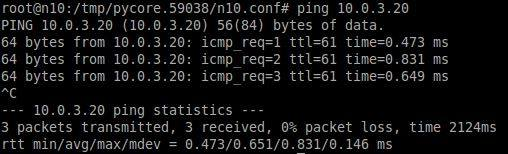 root@n10:/tmp/pycore.59038/n10.conf# ping 10.0.3.20
PING 10.0.3.20 (10.0.3.20) 56(84) bytes of data.
64 bytes from 10.0.3.20: icmp_req=1 ttl=61 time=0.473 ms
64 bytes from 10.0.3.20: icmp_req=2 ttl=61 time=0.831 ms
64 bytes from 10.0.3.20: icmp_req=3 ttl=61 time=0.649 ms
^C
--- 10.0.3.20 ping statistics ---
3 packets transmitted, 3 received, 0% packet loss, time 2124ms
rtt min/avg/max/mdev = 0.473/0.651/0.831/0.146 ms